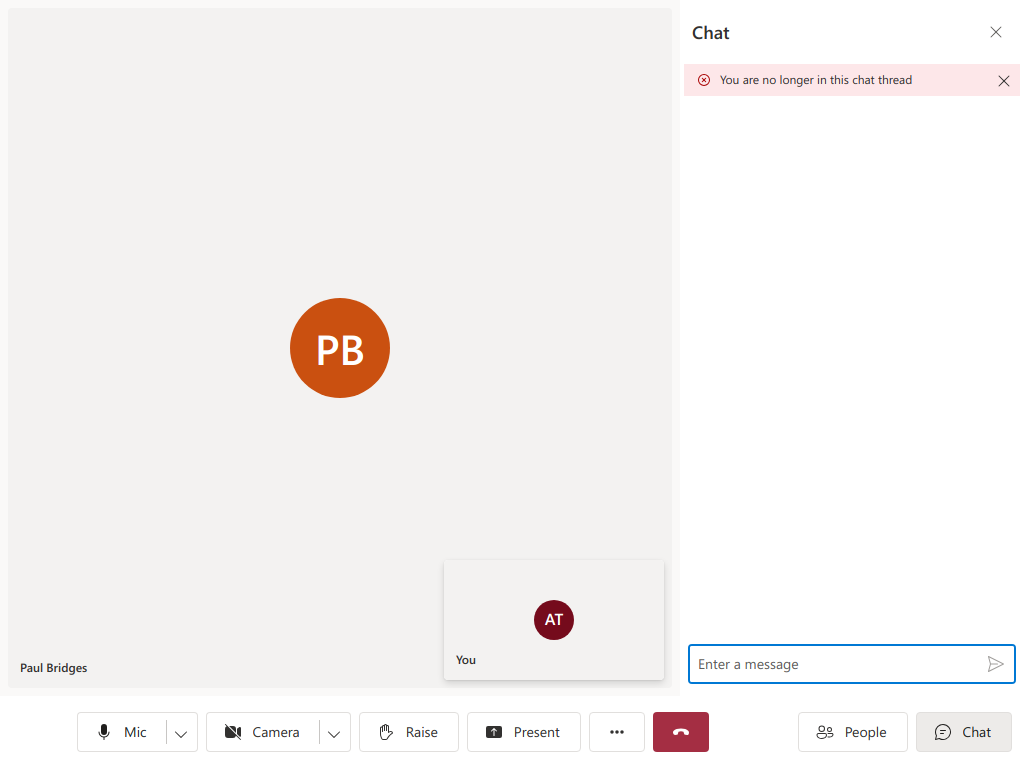 Chat
You are no longer in this chat thread
PB
AT
You
Paul Bridges
Enter a message
Mic
Camera
Raise
Present
People
Chat